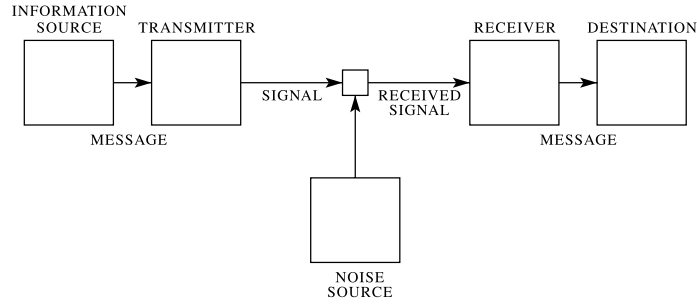 INFORMATION
SOURCE
TRANSMITTER
RECEIVER
DESTINATION
SIGNAL
RECEIVED
SIGNAL
MESSAGE
MESSAGE
NOISE
SOURCE